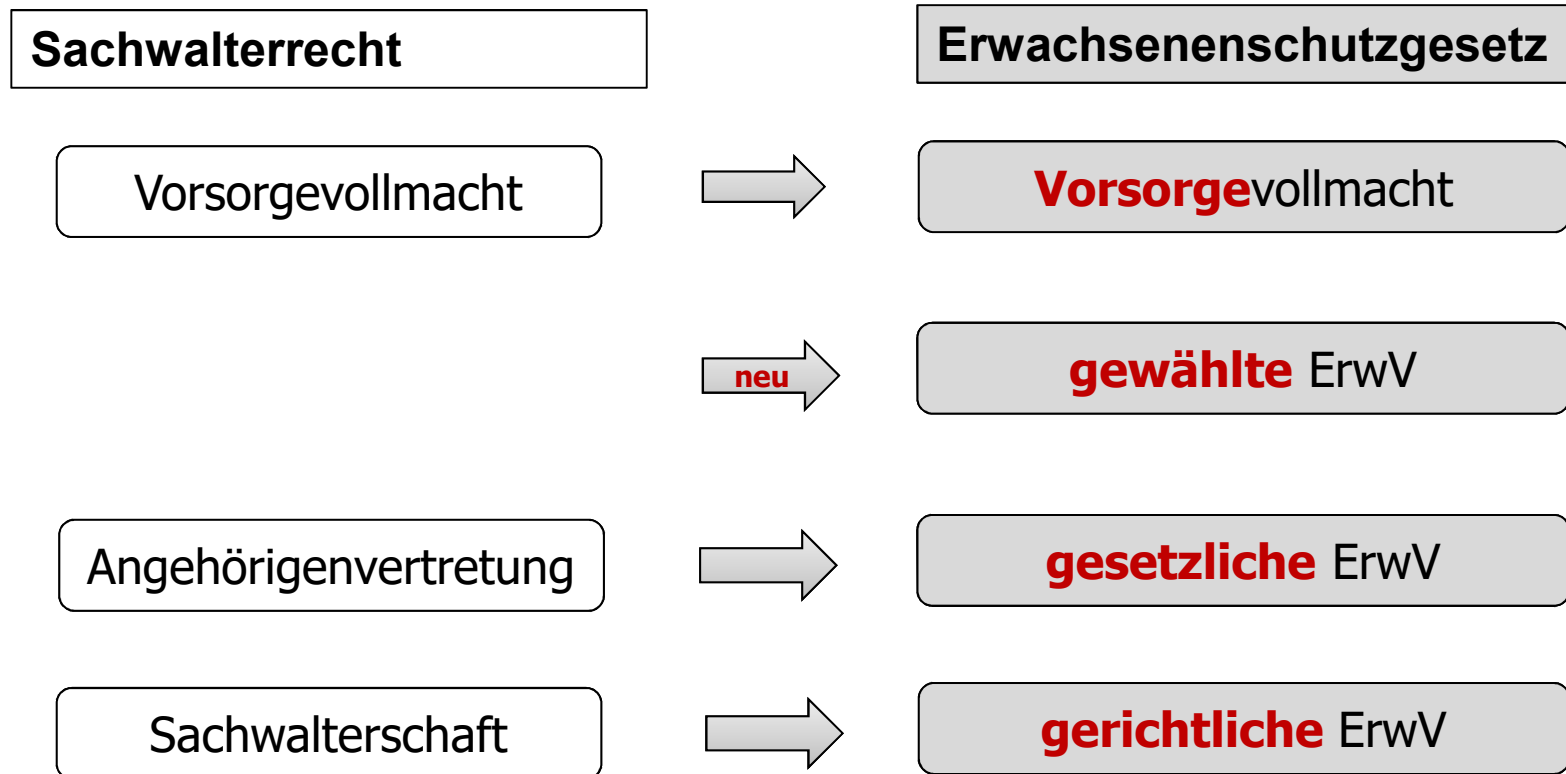 Sachwalterrecht
Erwachsenenschutzgesetz
Vorsorgevollmacht
Vorsorgevollmacht
neu
gewählte ErwV
Angehörigenvertretung
gesetzliche ErwV
Sachwalterschaft
gerichtliche ErwV